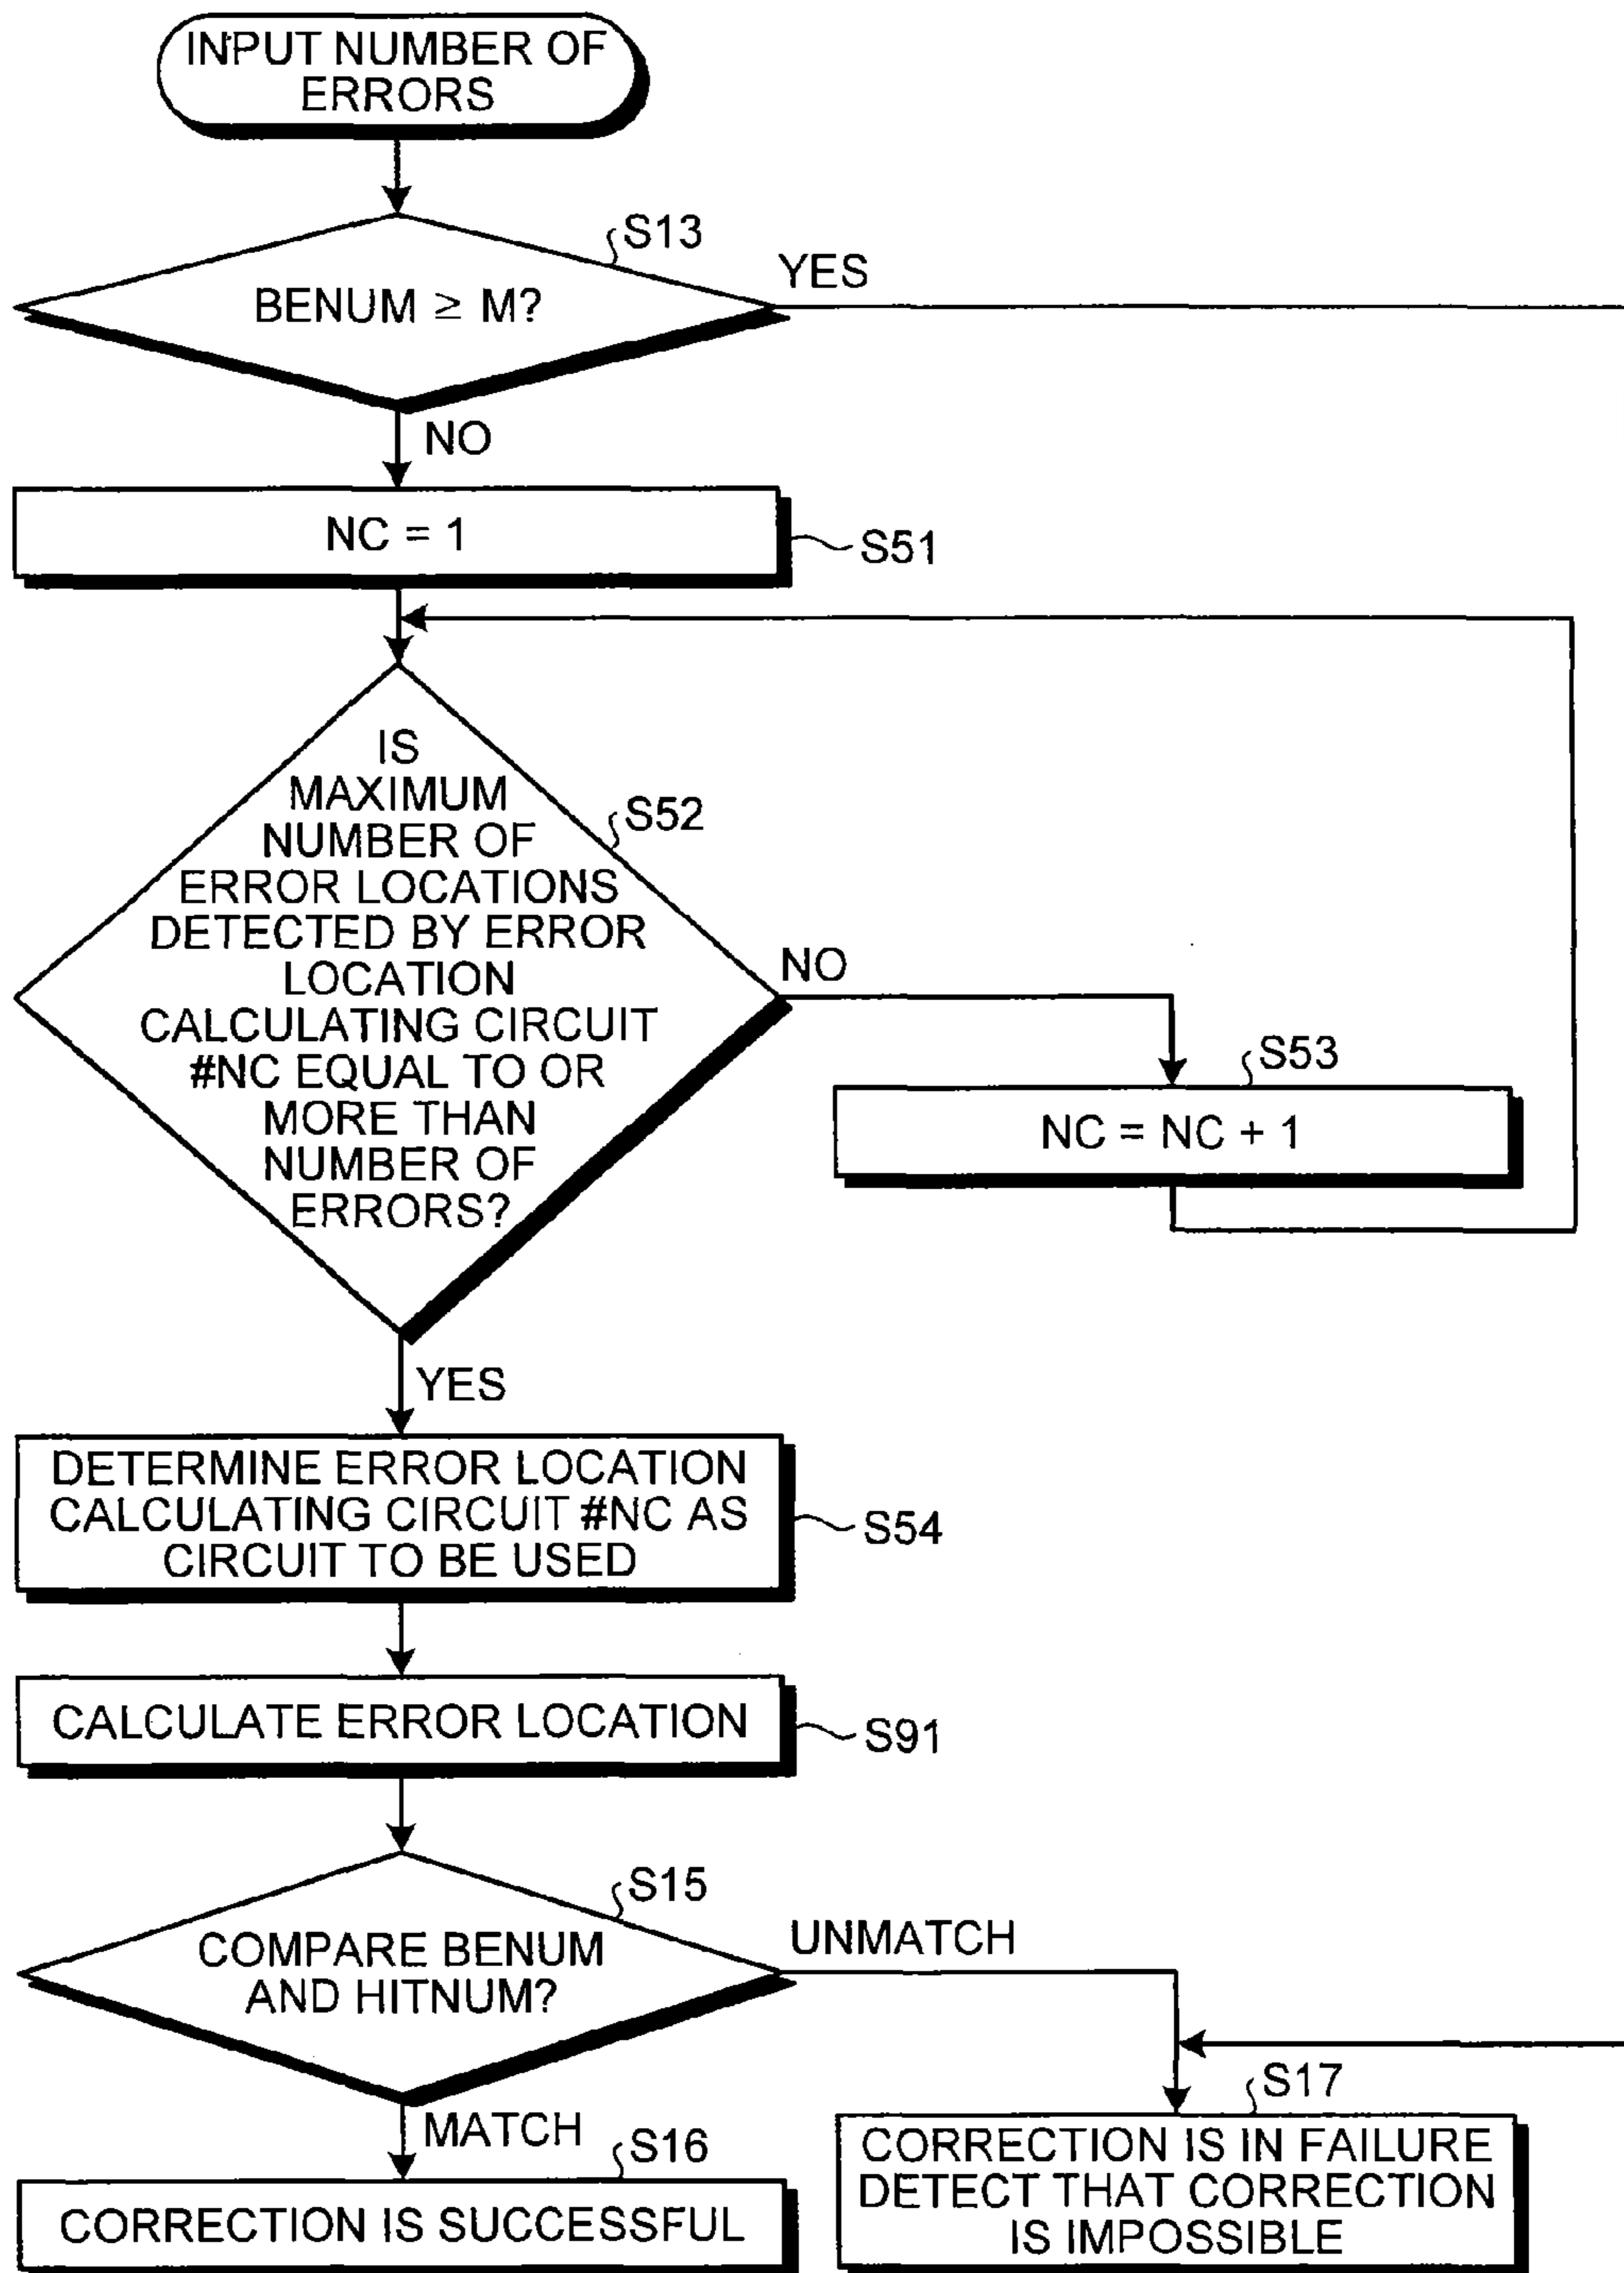 INPUT NUMBER OF
ERRORS
S13
YES
BENUM ≥ M?
NO
NC = 1
S51
IS
MAXIMUM
NUMBER OF
ERROR LOCATIONS
DETECTED BY ERROR
LOCATION
CALCULATING CIRCUIT
#NC EQUAL TO OR
MORE THAN
NUMBER OF
ERRORS?
S52
NO
S53
NC = NC + 1
YES
DETERMINE ERROR LOCATION
CALCULATING CIRCUIT #NC AS
CIRCUIT TO BE USED
S54
CALCULATE ERROR LOCATION
S91
S15
COMPARE BENUM
AND HITNUM?
UNMATCH
MATCH
S16
CORRECTION IS SUCCESSFUL
S17
CORRECTION IS IN FAILURE
DETECT THAT CORRECTION
IS IMPOSSIBLE